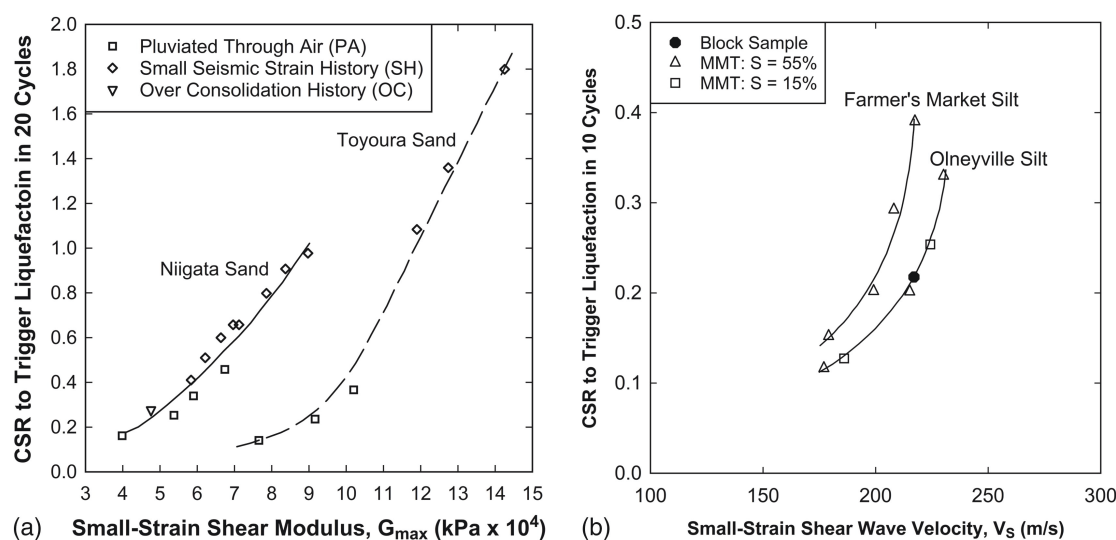 CSR to Trigger Liquefactoin in 20 Cycles
2.0
1.8
1.6
1.4
1.2
1.0
0.8
0.6
0.4
0.2
0.0
Pluviated Through Air (PA)
Small Seismic Strain History (SH)
Over Consolidation History (OC)
Toyoura Sand
Niigata Sand
3 4 5 6 7 8 9 10 11 12 13 14 15
(a) Small-Strain Shear Modulus, Gmax (kPa x 10⁴)
CSR to Trigger Liquefaction in 10 Cycles
0.5
0.4
0.3
0.2
0.1
0.0
Block Sample
MMT: S = 55%
MMT: S = 15%
Farmer's Market Silt
Olneyville Silt
100 150 200 250 300
(b) Small-Strain Shear Wave Velocity, VS (m/s)